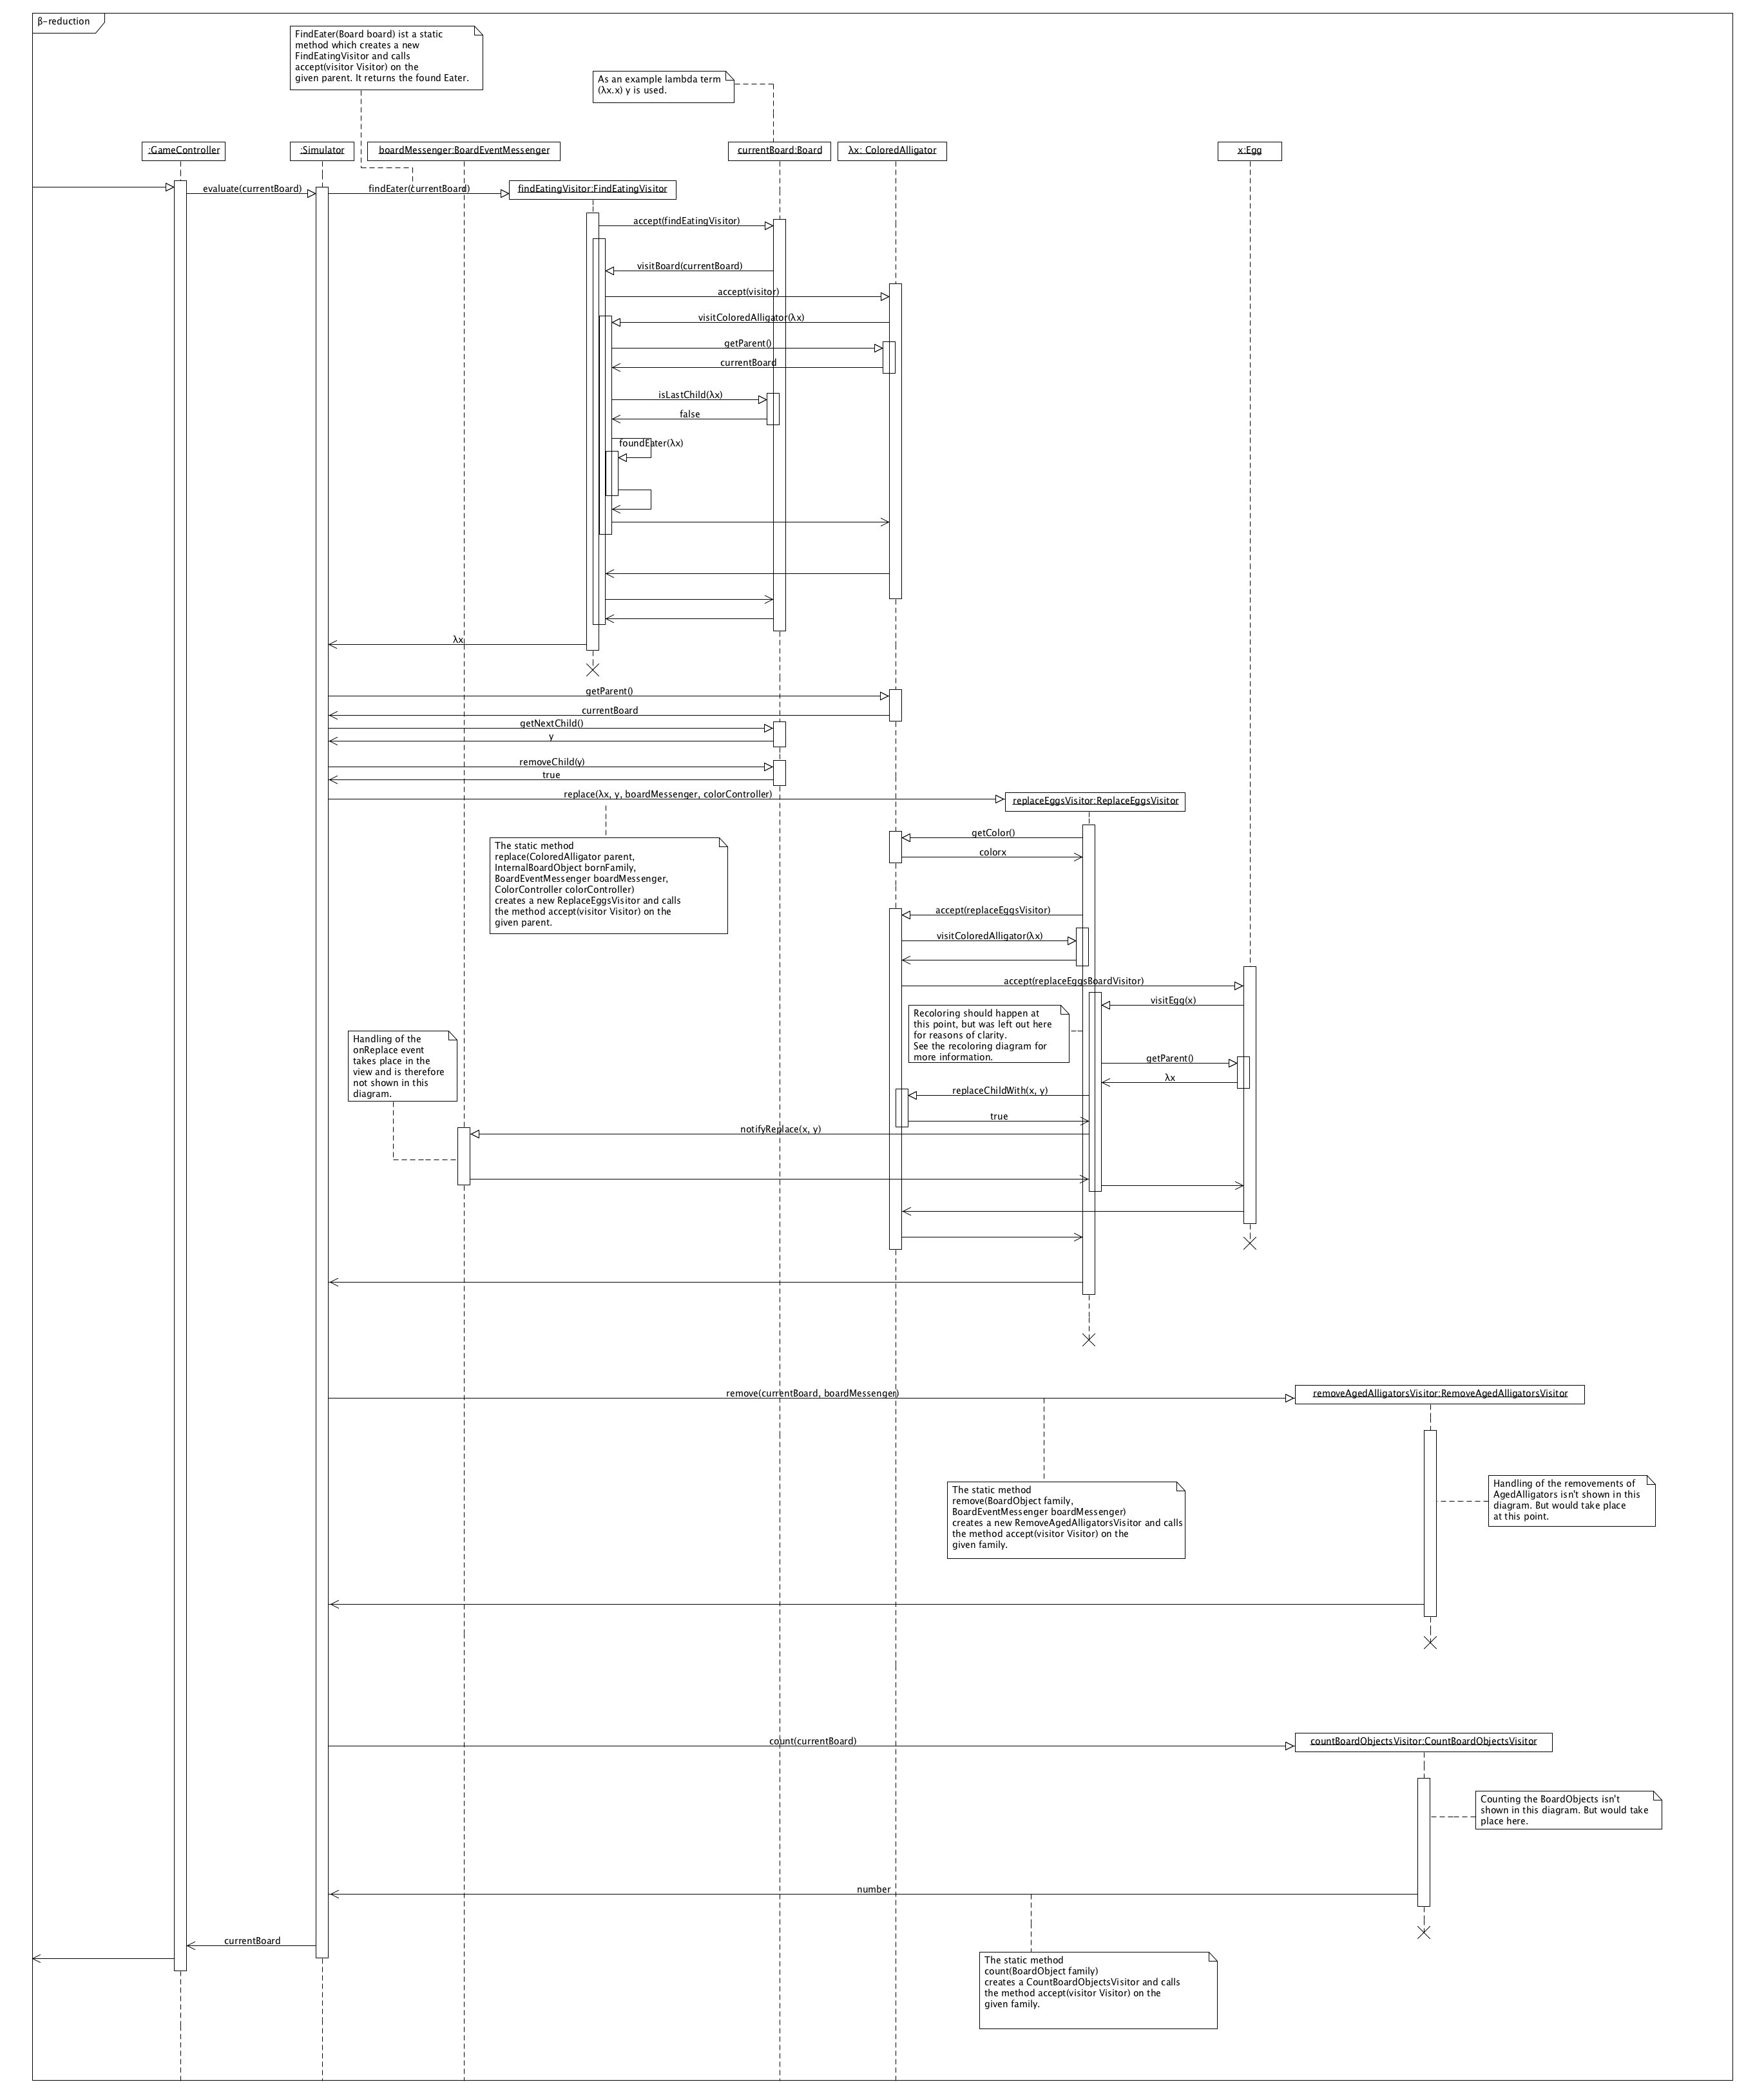 β-reduction
FindEater(Board board) ist a static
method which creates a new
FindEatingVisitor and calls
accept(visitor Visitor) on the
given parent. It returns the found Eater.
As an example lambda term
(λx.x) y is used.
:GameController
:Simulator
boardMessenger:BoardEventMessenger
currentBoard:Board
λx: ColoredAlligator
x:Egg
evaluate(currentBoard)
findEater(currentBoard)
findEatingVisitor:FindEatingVisitor
accept(findEatingVisitor)
visitBoard(currentBoard)
accept(visitor)
visitColoredAlligator(λx)
getParent()
currentBoard
isLastChild(λx)
false
foundEater(λx)
λx
getParent()
currentBoard
getNextChild()
y
removeChild(y)
true
replace(λx, y, boardMessenger, colorController)
replaceEggsVisitor:ReplaceEggsVisitor
The static method
replace(ColoredAlligator parent,
InternalBoardObject bornFamily,
BoardEventMessenger boardMessenger,
ColorController colorController)
creates a new ReplaceEggsVisitor and calls
the method accept(visitor Visitor) on the
given parent.
getColor()
colorx
accept(replaceEggsVisitor)
visitColoredAlligator(λx)
accept(replaceEggsBoardVisitor)
visitEgg(x)
Recoloring should happen at
this point, but was left out here
for reasons of clarity.
See the recoloring diagram for
more information.
Handling of the
onReplace event
takes place in the
view and is therefore
not shown in this
diagram.
getParent()
λx
replaceChildWith(x, y)
true
notifyReplace(x, y)
remove(currentBoard, boardMessenger)
removeAgedAlligatorsVisitor:RemoveAgedAlligatorsVisitor
The static method
remove(BoardObject family,
BoardEventMessenger boardMessenger)
creates a new RemoveAgedAlligatorsVisitor and calls
the method accept(visitor Visitor) on the
given family.
Handling of the removements of
AgedAlligators isn't shown in this
diagram. But would take place
at this point.
count(currentBoard)
countBoardObjectsVisitor:CountBoardObjectsVisitor
Counting the BoardObjects isn't
shown in this diagram. But would take
place here.
number
currentBoard
The static method
count(BoardObject family)
creates a CountBoardObjectsVisitor and calls
the method accept(visitor Visitor) on the
given family.